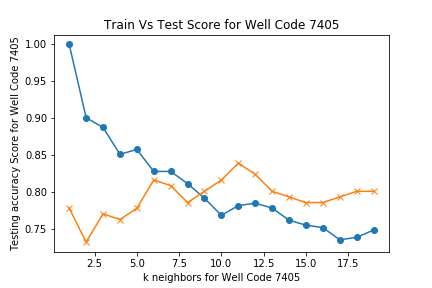 Train Vs Test Score for Well Code 7405
Testing accuracy Score for Well Code 7405
1.00
0.95
0.90
0.85
0.80
0.75
2.5 5.0 7.5 10.0 12.5 15.0 17.5
k neighbors for Well Code 7405